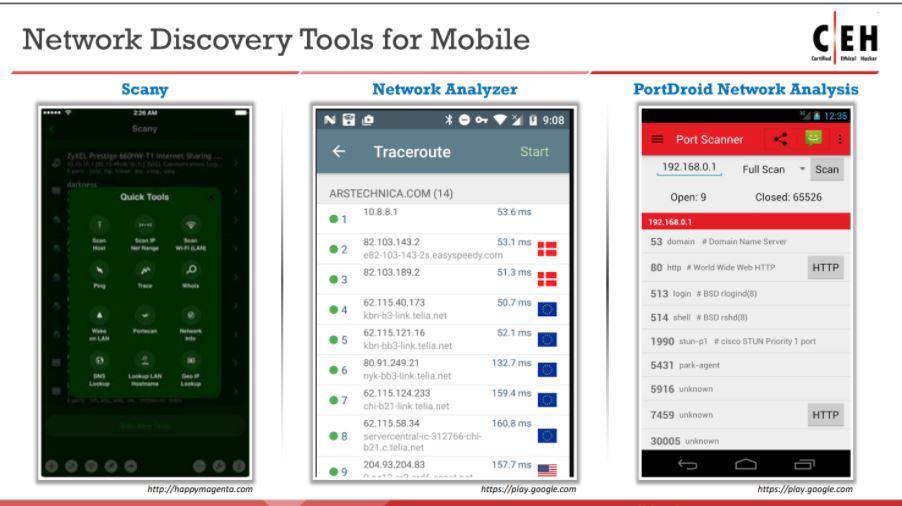 Network Discovery Tools for Mobile
CEH
Certified Ethical Hacker
Scany
2:26 AM
Scany
ZyXEL Prestige 660HW-T1 Internet Sharing ...
darkness
Quick Tools
Scan Host
Scan IP Net Range
Scan Wi-Fi (LAN)
Ping
Trace
Whois
Wake on LAN
Portscan
Network Info
DNS Lookup
Lookup LAN Hostname
Geo IP Lookup
http://happymagenta.com
Network Analyzer
9:08
Traceroute
Start
ARSTECHNICA.COM (14)
1 10.8.8.1 53.6 ms
2 82.103.143.2 53.1 ms
e82-103-143-2s.easyspeedy.com
3 82.103.189.2 51.3 ms
4 62.115.40.173 50.7 ms
kbn-b3-link.telia.net
5 62.115.121.16 52.1 ms
kbn-bb3-link.telia.net
6 80.91.249.21 132.7 ms
nyk-bb3-link.telia.net
7 62.115.124.233 159.4 ms
chi-b21-link.telia.net
8 62.115.58.34 160.8 ms
servercentral-ic-312766-chi-
b21.c.telia.net
9 204.93.204.83 157.7 ms
https://play.google.com
PortDroid Network Analysis
12:35
Port Scanner
192.168.0.1 Full Scan Scan
Open: 9 Closed: 65526
192.168.0.1
53 domain # Domain Name Server
80 http # World Wide Web HTTP HTTP
513 login # BSD rlogind(8)
514 shell # BSD rshd(8)
1990 stun-p1 # cisco STUN Priority 1 port
5431 park-agent
5916 unknown
7459 unknown HTTP
30005 unknown
https://play.google.com